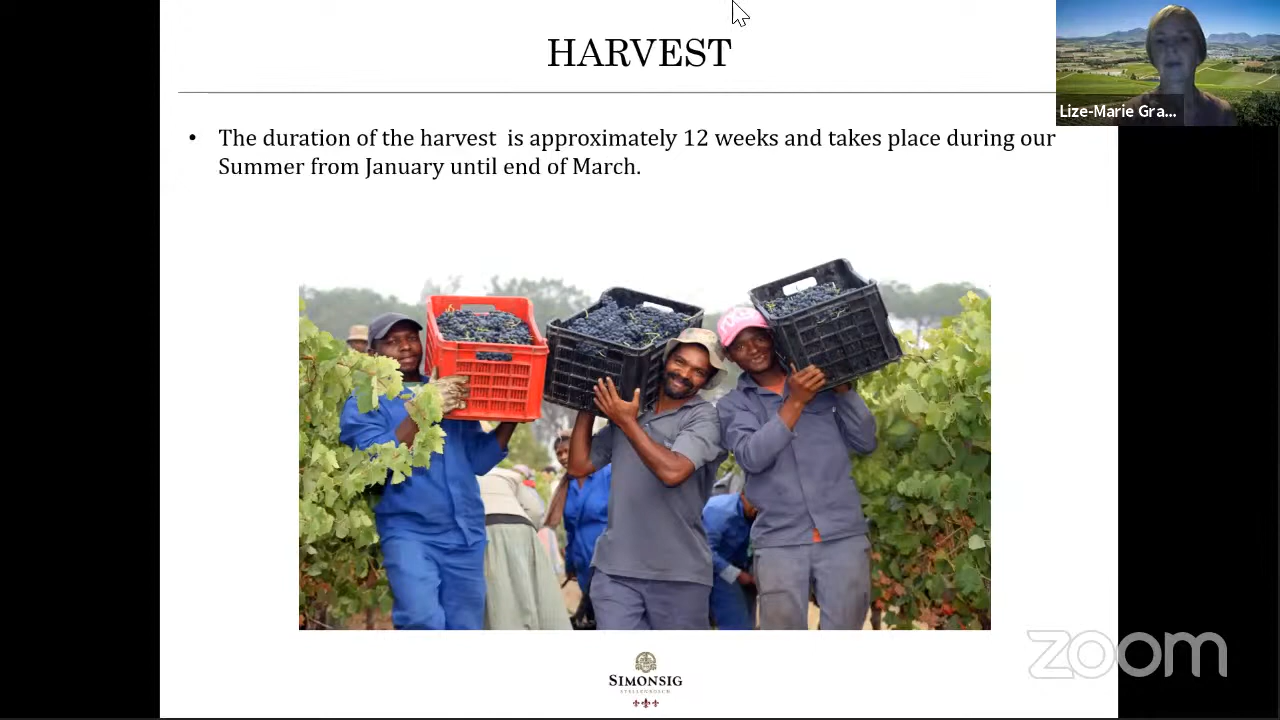 HARVEST
Lize-Marie Gra...
• The duration of the harvest  is approximately 12 weeks and takes place during our
Summer from January until end of March.
SIMONSIG
STELLENBOSCH
zoom